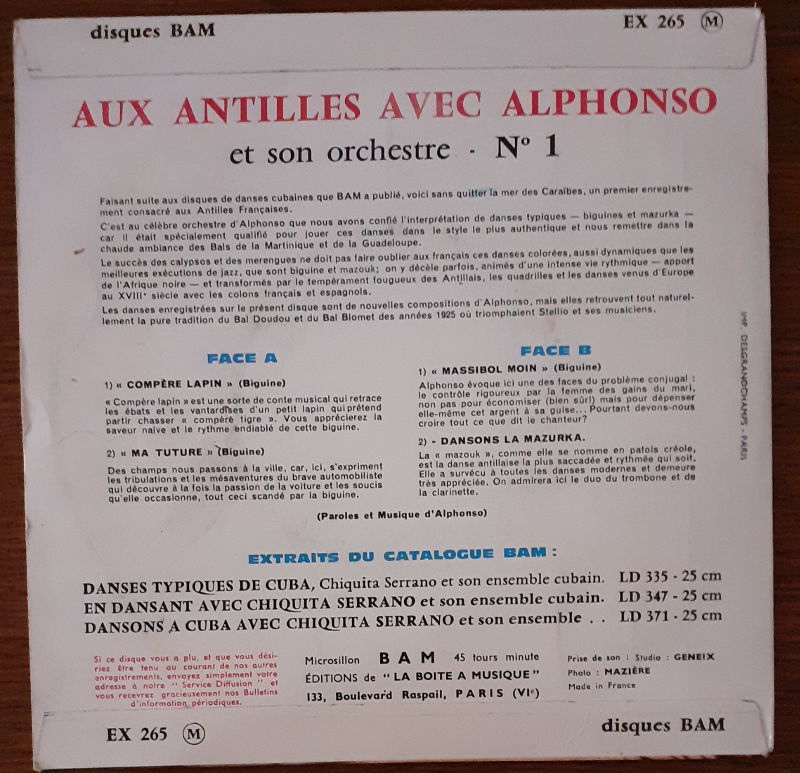 disques BAM
EX 265 M
AUX ANTILLES AVEC ALPHONSO
et son orchestre - Nº 1
Faisant suite aux disques de danses cubaines que BAM a publié, voici sans quitter la mer des Caraïbes, un premier enregistre-
ment consacré aux Antilles Françaises.
C'est au célèbre orchestre d'Alphonso que nous avons confié l'interprétation de danses typiques — biguines et mazurka —
car il était spécialement qualifié pour jouer ces danses dans le style le plus authentique et nous remettre dans la
chaude ambiance des Bals de la Martinique et de la Guadeloupe.
Le succès des calypsos et des merengues ne doit pas faire oublier aux français ces danses colorées, aussi dynamiques que les
meilleures exécutions de jazz, que sont biguine et mazouk; on y décèle parfois, animés d'une intense vie rythmique — apport
de l'Afrique noire — et transformés par le tempérament fougueux des Antillais, les quadrilles et les danses venus d'Europe
au XVIIIe siècle avec les colons français et espagnols.
Les danses enregistrées sur le présent disque sont de nouvelles compositions d'Alphonso, mais elles retrouvent tout naturel-
lement la pure tradition du Bal Doudou et du Bal Blomet des années 1925 où triomphaient Stellio et ses musiciens.
FACE A
1) « COMPÈRE LAPIN » (Biguine)
« Compère lapin » est une sorte de conte musical qui retrace
les ébats et les vantardises d'un petit lapin qui prétend
partir chasser « compère tigre ». Vous apprécierez la
saveur naïve et le rythme endiablé de cette biguine.
2) « MA TUTURE » (Biguine)
Des champs nous passons à la ville, car, ici, s'expriment
les tribulations et les mésaventures du brave automobiliste
qui découvre à la fois la passion de la voiture et les soucis
qu'elle occasionne, tout ceci scandé par la biguine.
FACE B
1) « MASSIBOL MOIN » (Biguine)
Alphonso évoque ici une des faces du problème conjugal :
le contrôle rigoureux par la femme des gains du mari,
non pas pour économiser (bien sûr!) mais pour dépenser
elle-même cet argent à sa guise... Pourtant devons-nous
croire tout ce que dit le chanteur?
2) - DANSONS LA MAZURKA.
La « mazouk », comme elle se nomme en patois créole,
est la danse antillaise la plus saccadée et rythmée qui soit.
Elle a survécu à toutes les danses modernes et demeure
très appréciée. On admirera ici le duo du trombone et de
la clarinette.
(Paroles et Musique d'Alphonso)
IMP. DESGRANDCHAMPS - PARIS
EXTRAITS DU CATALOGUE BAM :
DANSES TYPIQUES DE CUBA, Chiquita Serrano et son ensemble cubain. LD 335 - 25 cm
EN DANSANT AVEC CHIQUITA SERRANO et son ensemble cubain. LD 347 - 25 cm
DANSONS A CUBA AVEC CHIQUITA SERRANO et son ensemble . . LD 371 - 25 cm
Si ce disque vous a plu, et que vous dési-
riez être tenu au courant de nos autres
enregistrements, envoyez simplement votre
adresse à notre "Service Diffusion" et
vous recevrez gracieusement nos Bulletins
d'information périodiques.
Microsillon BAM 45 tours minute
ÉDITIONS de "LA BOITE A MUSIQUE"
133, Boulevard Raspail, PARIS (VIe)
Prise de son : Studio : GENEIX
Photo : MAZIÈRE
Made in France
EX 265 M
disques BAM